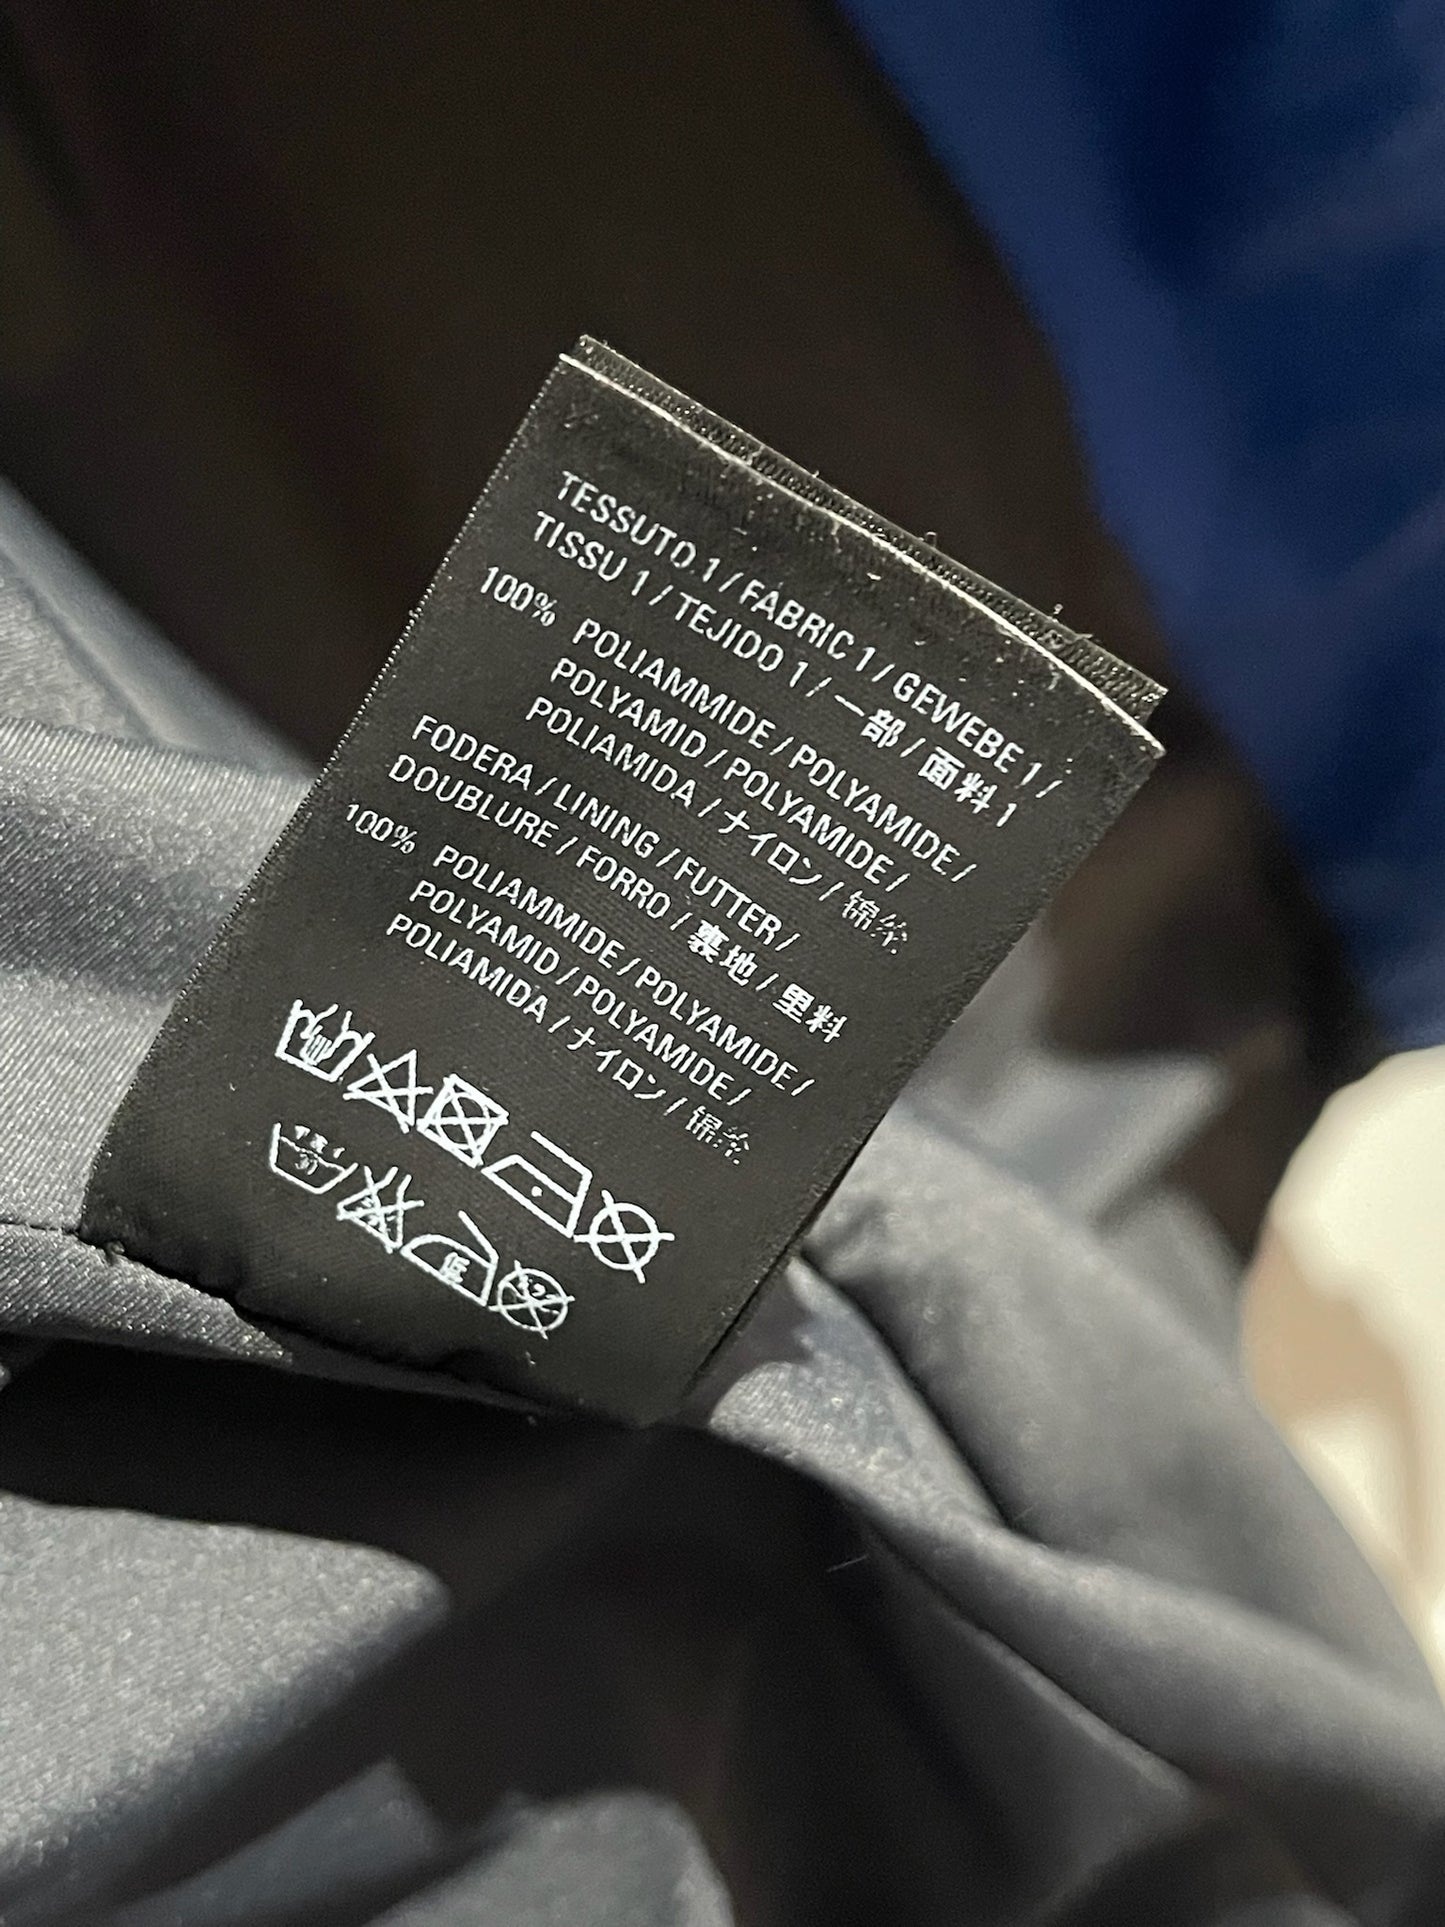 TESSUTO 1 / FABRIC 1 / GEWEBE 1 /
TISSU 1 / TEJIDO 1 / 一部 / 面料 1
100% POLIAMMIDE / POLYAMIDE /
POLYAMID / POLYAMIDE /
POLIAMIDA / ナイロン / 锦纶
FODERA / LINING / FUTTER /
DOUBLURE / FORRO / 裏地 / 里料
100% POLIAMMIDE / POLYAMIDE /
POLYAMID / POLYAMIDE /
POLIAMIDA / ナイロン / 锦纶
30
低